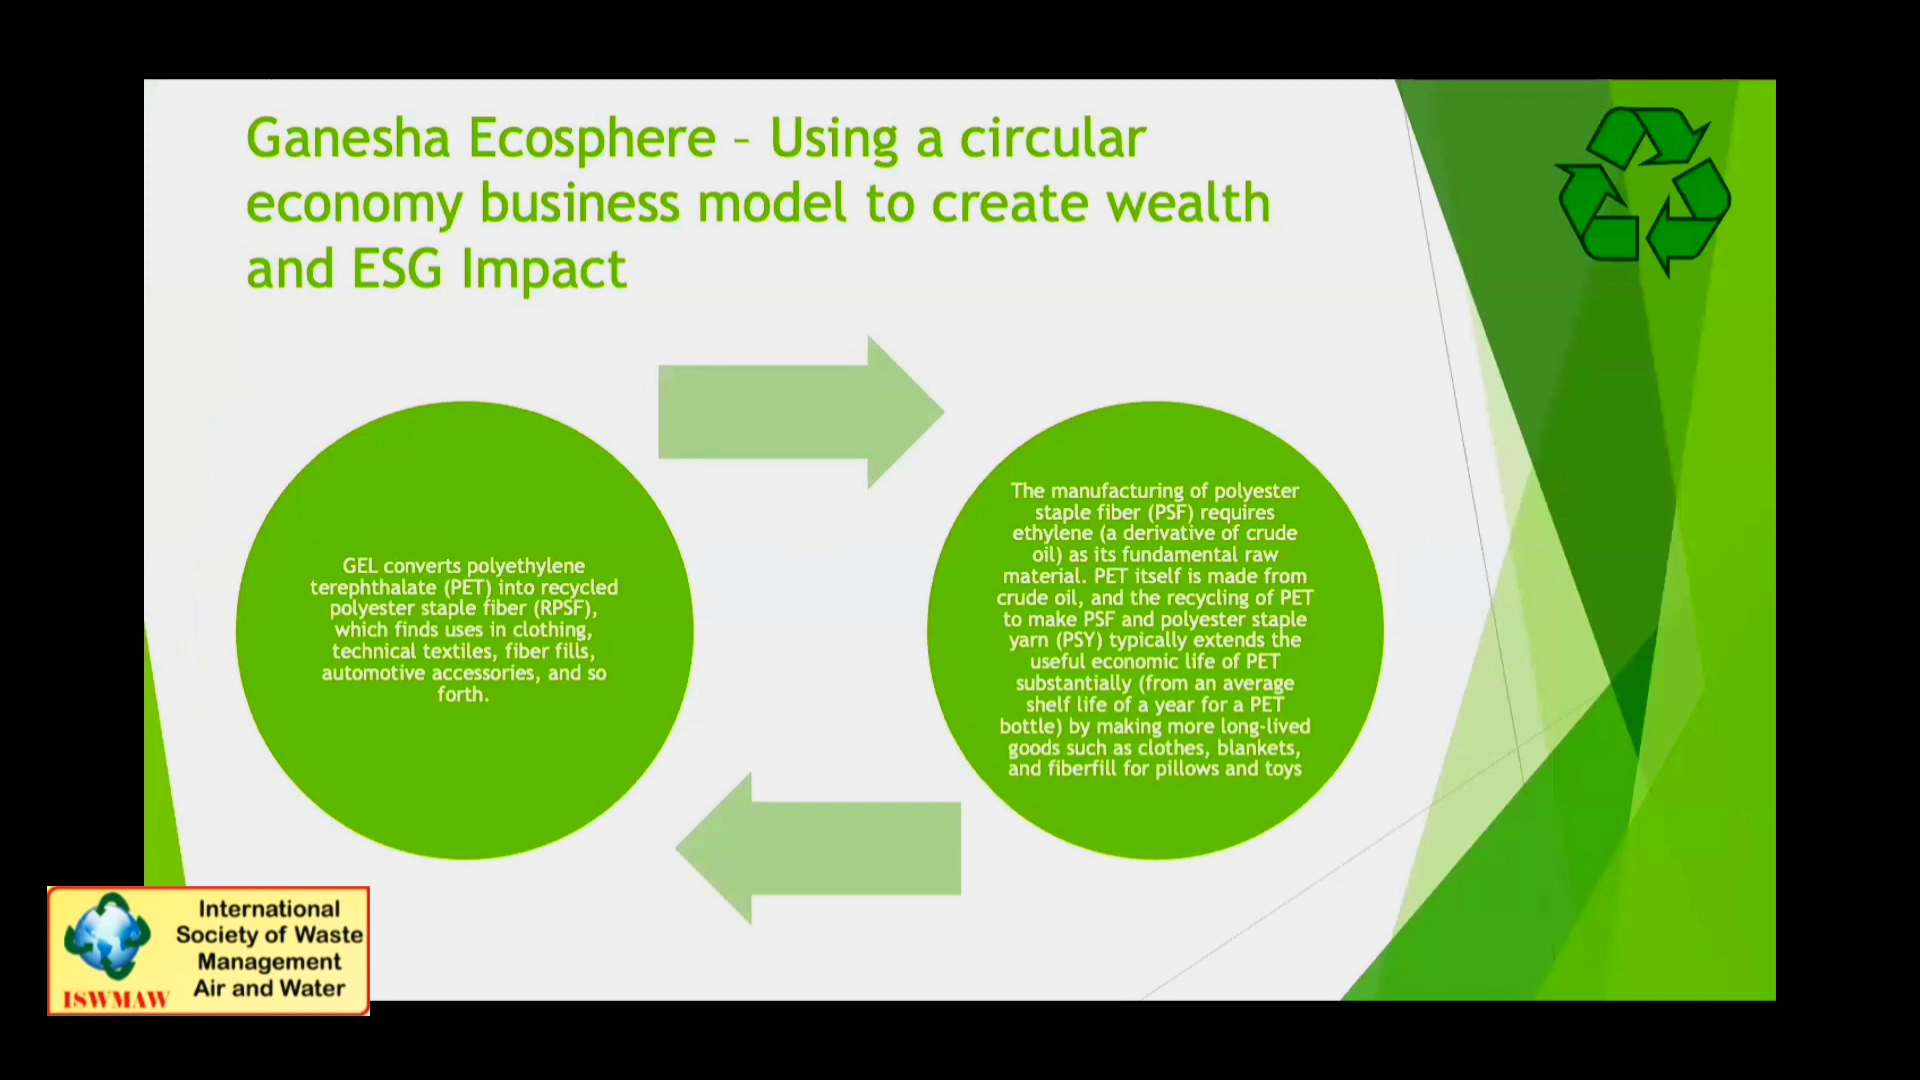 Ganesha Ecosphere – Using a circular
economy business model to create wealth
and ESG Impact
GEL converts polyethylene
terephthalate (PET) into recycled
polyester staple fiber (RPSF),
which finds uses in clothing,
technical textiles, fiber fills,
automotive accessories, and so
forth.
The manufacturing of polyester
staple fiber (PSF) requires
ethylene (a derivative of crude
oil) as its fundamental raw
material. PET itself is made from
crude oil, and the recycling of PET
to make PSF and polyester staple
yarn (PSY) typically extends the
useful economic life of PET
substantially (from an average
shelf life of a year for a PET
bottle) by making more long-lived
goods such as clothes, blankets,
and fiberfill for pillows and toys
International
Society of Waste
Management
Air and Water
ISWMAW